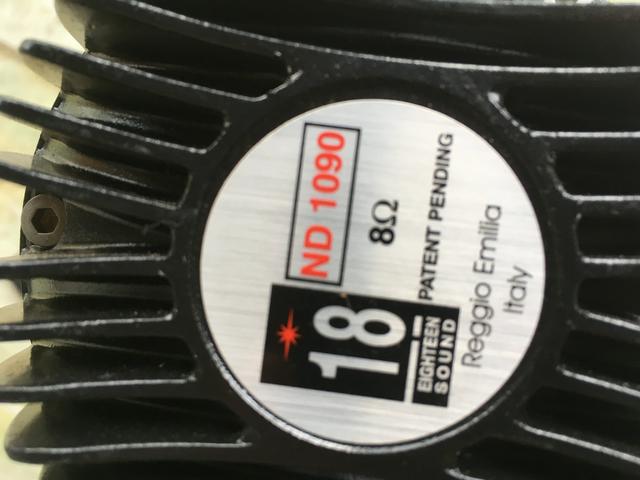 ND 1090
8Ω
PATENT PENDING
18
EIGHTEEN
SOUND
Reggio Emilia
Italy